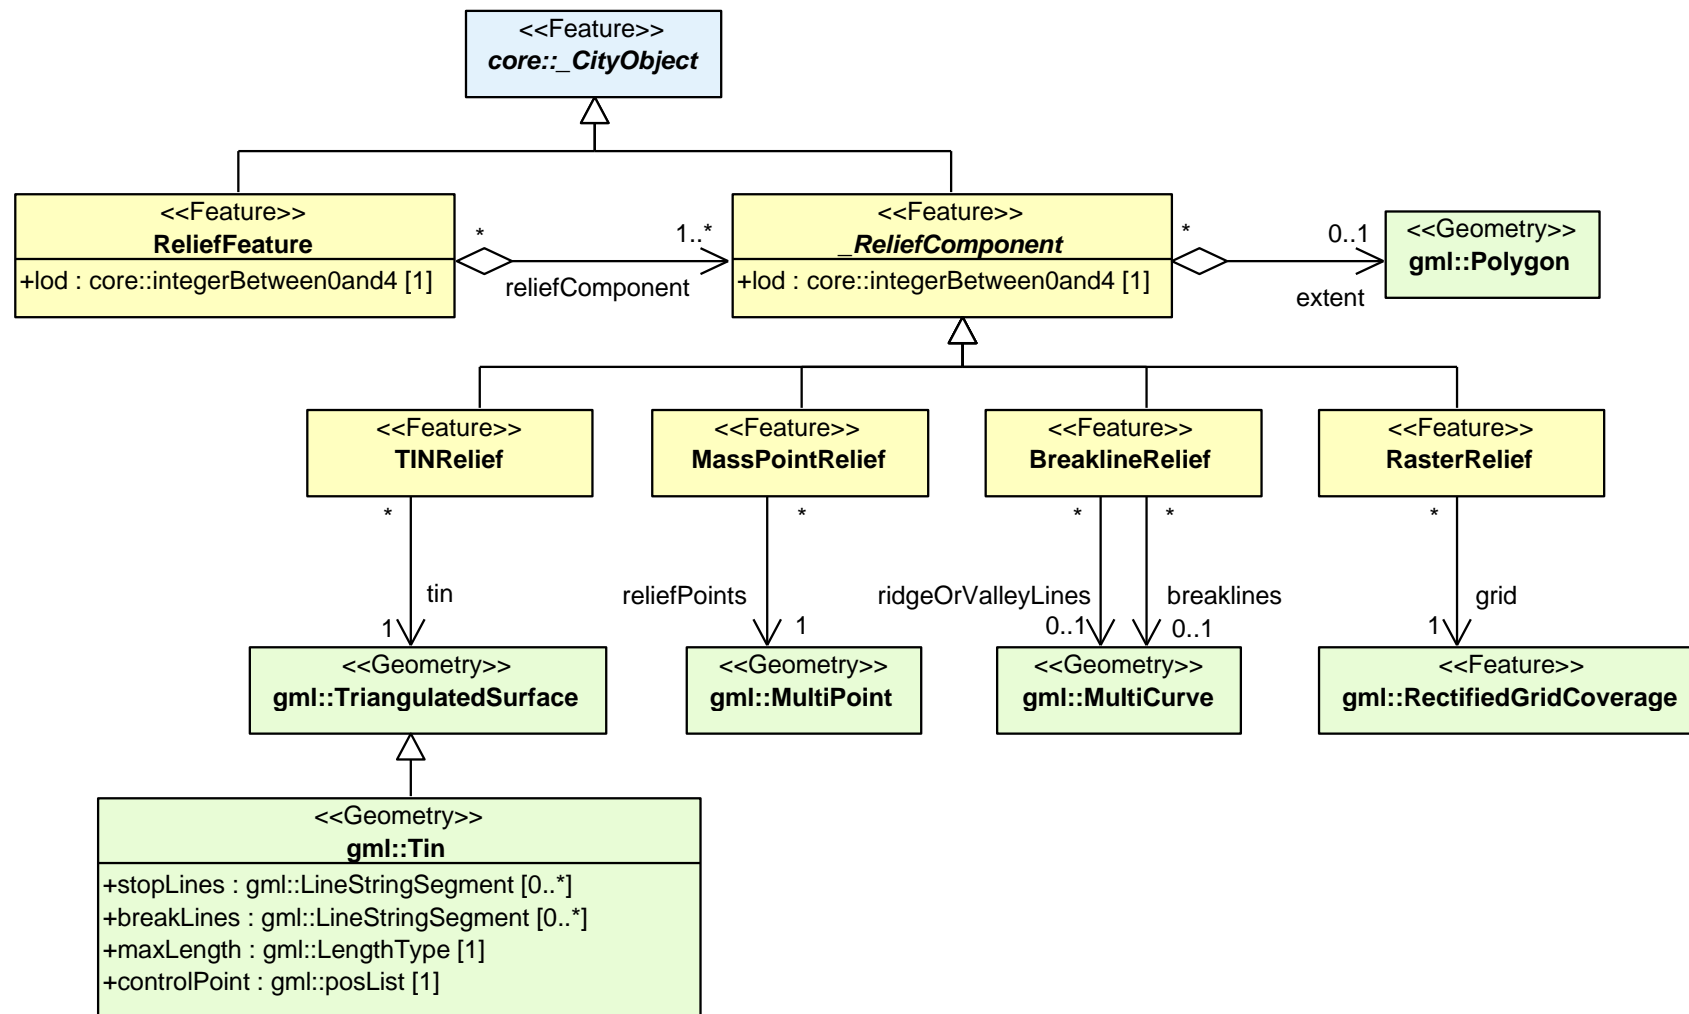 <<Feature>>
core::_CityObject
<<Feature>>
ReliefFeature
+lod : core::integerBetween0and4 [1]
*
1..*
reliefComponent
<<Feature>>
_ReliefComponent
+lod : core::integerBetween0and4 [1]
*
0..1
extent
<<Geometry>>
gml::Polygon
<<Feature>>
TINRelief
<<Feature>>
MassPointRelief
<<Feature>>
BreaklineRelief
<<Feature>>
RasterRelief
*
*
*
*
*
tin
reliefPoints
ridgeOrValleyLines
breaklines
grid
1
1
0..1
0..1
1
<<Geometry>>
gml::TriangulatedSurface
<<Geometry>>
gml::MultiPoint
<<Geometry>>
gml::MultiCurve
<<Feature>>
gml::RectifiedGridCoverage
<<Geometry>>
gml::Tin
+stopLines : gml::LineStringSegment [0..*]
+breakLines : gml::LineStringSegment [0..*]
+maxLength : gml::LengthType [1]
+controlPoint : gml::posList [1]